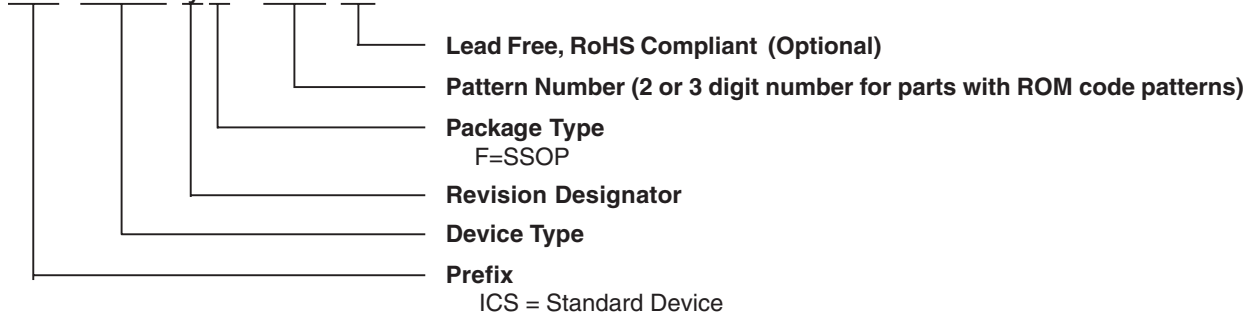 Lead Free, RoHS Compliant (Optional)
Pattern Number (2 or 3 digit number for parts with ROM code patterns)
Package Type
F=SSOP
Revision Designator
Device Type
Prefix
ICS = Standard Device